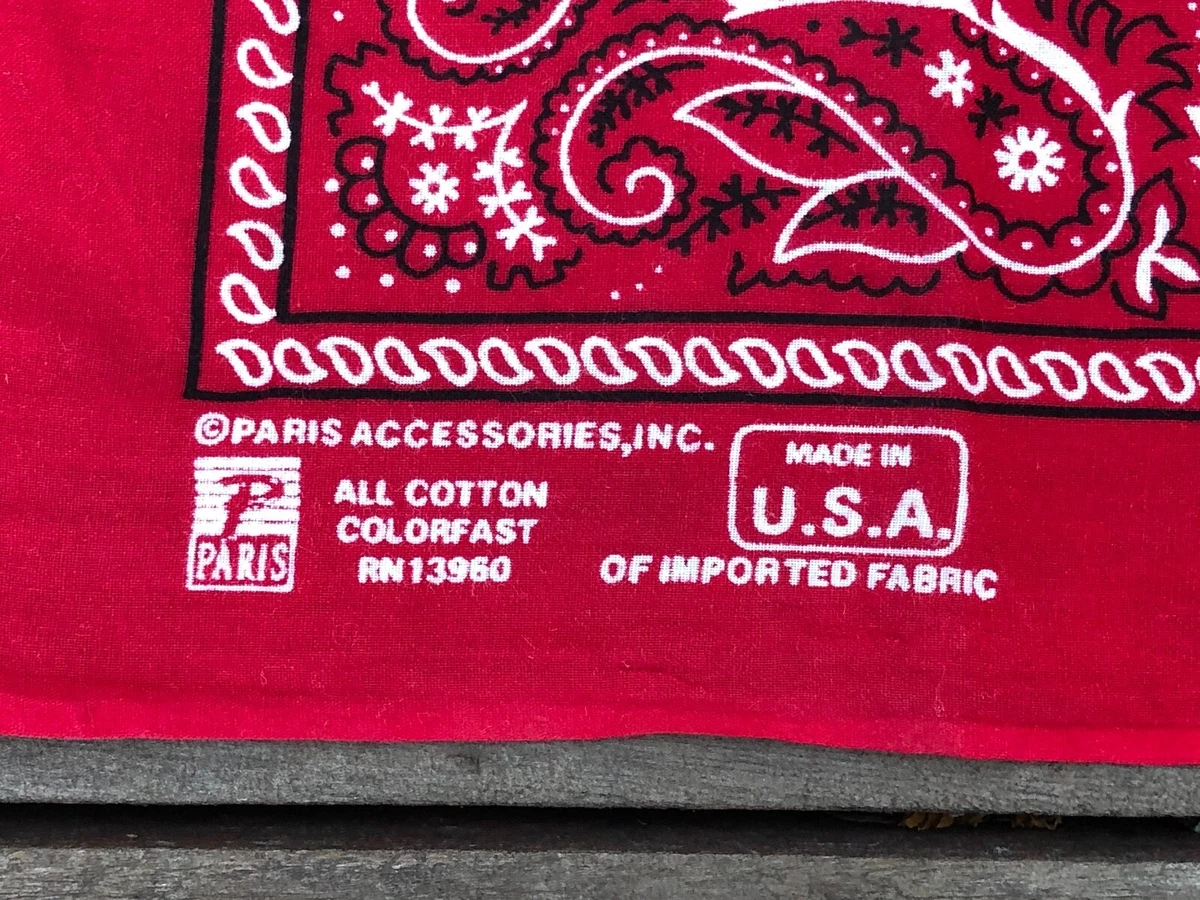 ©PARIS ACCESSORIES,INC.
MADE IN
U.S.A.
OF IMPORTED FABRIC
PARIS
ALL COTTON
COLORFAST
RN13960